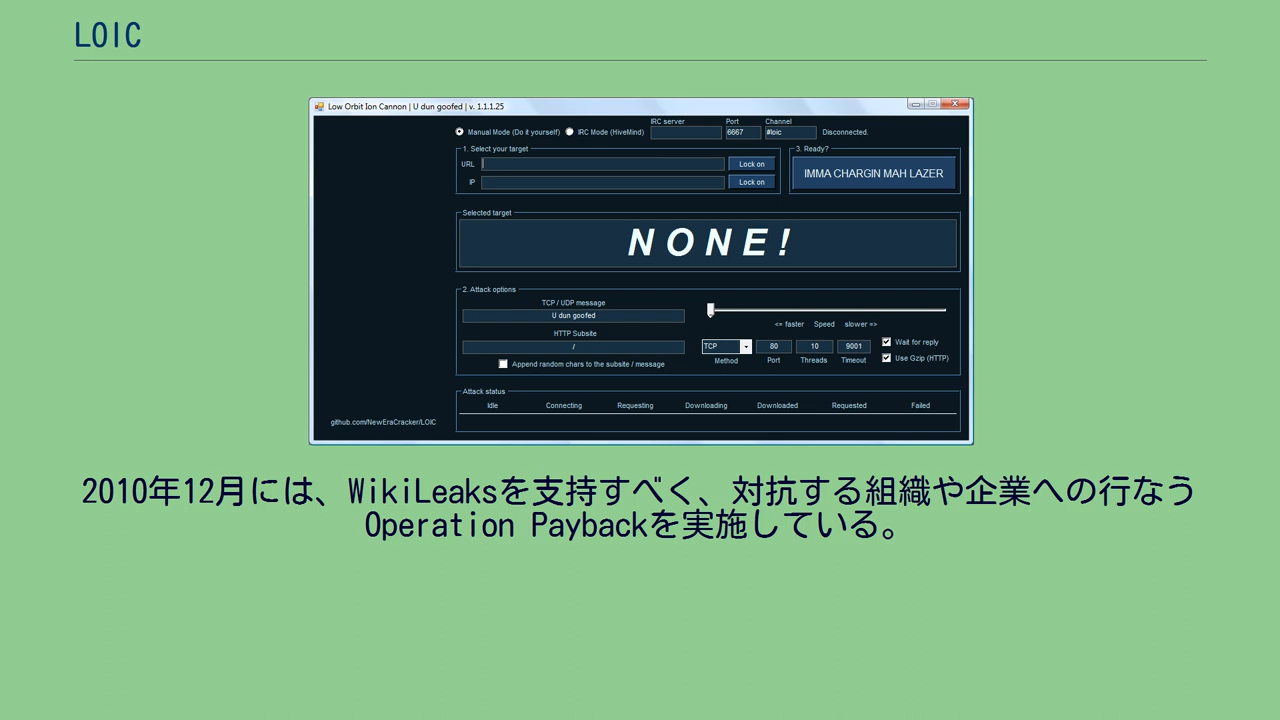 LOIC
Low Orbit Ion Cannon | U dun goofed | v. 1.1.1.25
IRC server Port Channel
Manual Mode (Do it yourself) IRC Mode (HiveMind) 6667 #loic Disconnected.
1. Select your target
URL Lock on
IP Lock on
3. Ready?
IMMA CHARGIN MAH LAZER
Selected target
NONE!
2. Attack options
TCP / UDP message
U dun goofed
HTTP Subsite
/
Append random chars to the subsite / message
<= faster Speed slower =>
TCP 80 10 9001 Wait for reply
Method Port Threads Timeout Use Gzip (HTTP)
Attack status
Idle Connecting Requesting Downloading Downloaded Requested Failed
github.com/NewEraCracker/LOIC
2010年12月には、WikiLeaksを支持すべく、対抗する組織や企業への行なう
Operation Paybackを実施している。